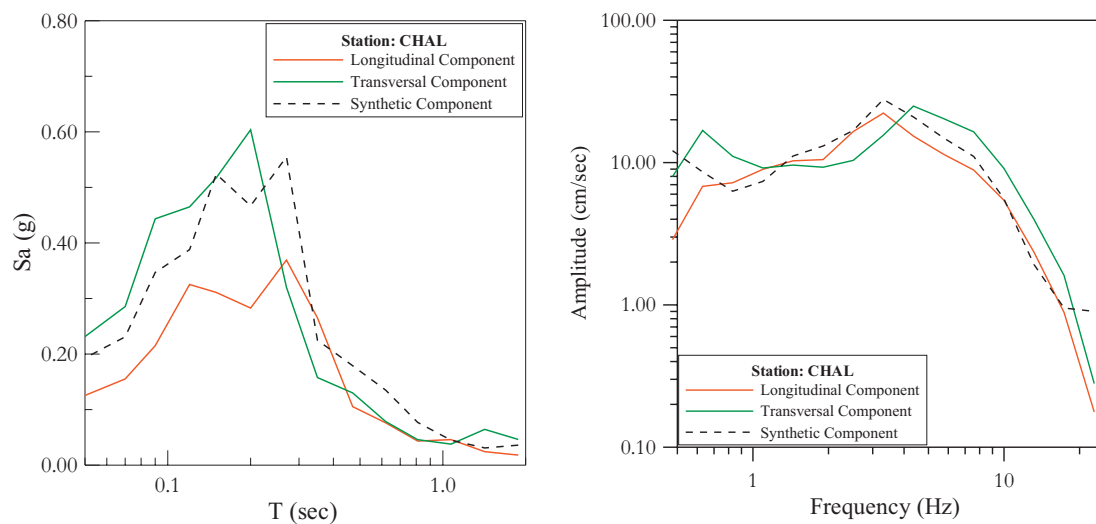 0.80
0.60
0.40
0.20
0.00
Sa (g)
0.1
1.0
T (sec)
Station: CHAL
Longitudinal Component
Transversal Component
Synthetic Component
100.00
10.00
1.00
0.10
Amplitude (cm/sec)
1
10
Frequency (Hz)
Station: CHAL
Longitudinal Component
Transversal Component
Synthetic Component